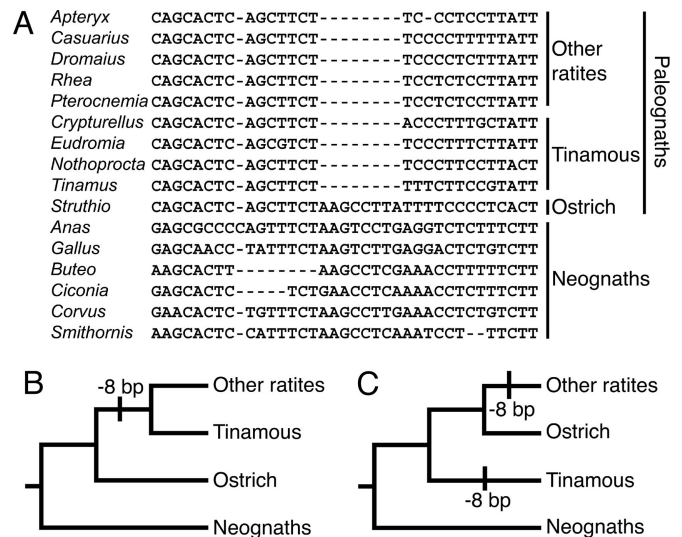 A
Apteryx CAGCACTC-AGCTTCT--------TC-CCTCCTTATT
Casuarius CAGCACTC-AGCTTCT--------TCCCCTTTTTATT
Dromaius CAGCACTC-AGCTTCT--------TCCCCTCTTTATT
Rhea CAGCACTC-AGCTTCT--------TCCTCTCCTTATT
Pterocnemia CAGCACTC-AGCTTCT--------TCCTCTCCTTATT
Crypturellus CAGCACTC-AGCTTCT--------ACCCTTTGCTATT
Eudromia CAGCACTC-AGCGTCT--------TCCCTTTCTTATT
Nothoprocta CAGCACTC-AGCTTCT--------TCCCTTCCTTACT
Tinamus CAGCACTC-AGCTTCT--------TTTCTTCCGTATT
Struthio CAGCACTC-AGCTTCTAAGCCTTATTTTCCCCTCACT
Anas GAGCGCCCCAGTTTCTAAGTCCTGAGGTCTCTTTCTT
Gallus GAGCAACC-TATTTCTAAGTCTTGAGGACTCTGTCTT
Buteo AAGCACTT--------AAGCCTCGAAACCTTTTTCTT
Ciconia GAGCACTC-----TCTGAACCTCAAAACCTCTTTCTT
Corvus GAACACTC-TGTTTCTAAGCCTTGAAACCTCTGTCTT
Smithornis AAGCACTC-CATTTCTAAGCCTCAAATCCT--TTCTT
Other
ratites
Tinamous
Ostrich
Neognaths
Paleognaths
B
-8 bp
Other ratites
Tinamous
Ostrich
Neognaths
C
-8 bp
Other ratites
Ostrich
Tinamous
-8 bp
Neognaths